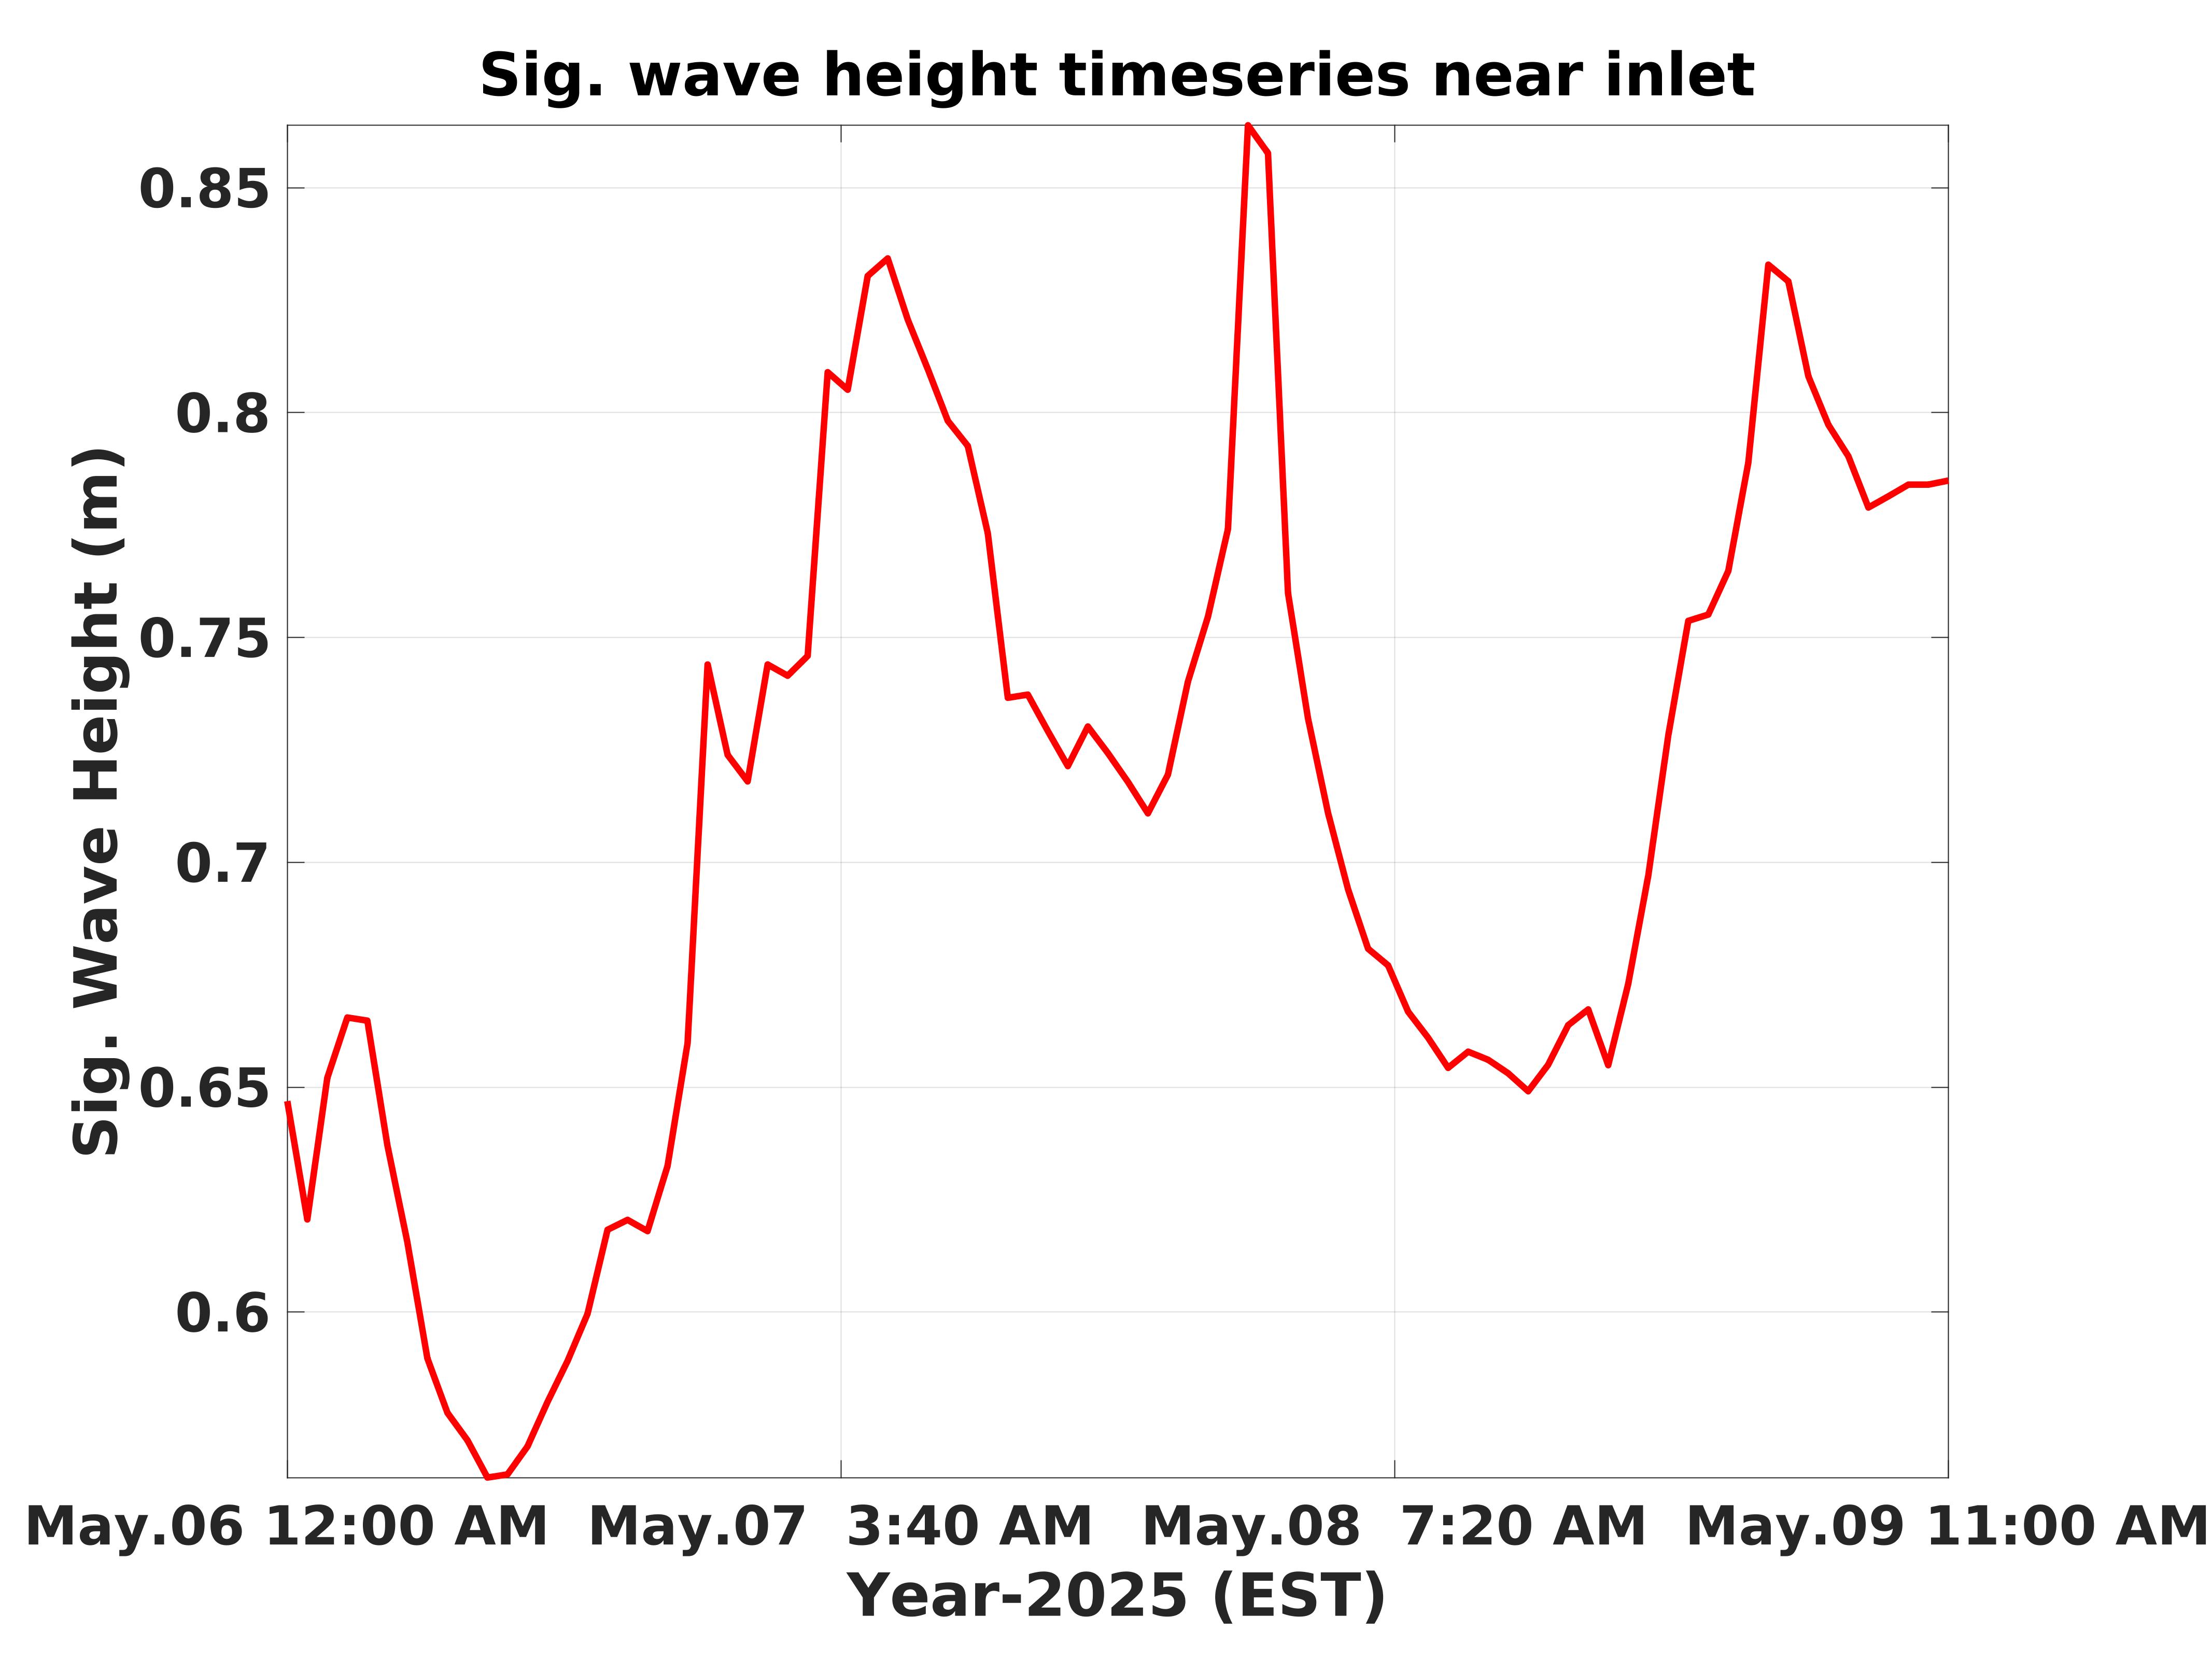 Sig. wave height timeseries near inlet
Sig. Wave Height (m)
0.85
0.8
0.75
0.7
0.65
0.6
May.06 12:00 AM May.07 3:40 AM May.08 7:20 AM May.09 11:00 AM
Year-2025 (EST)